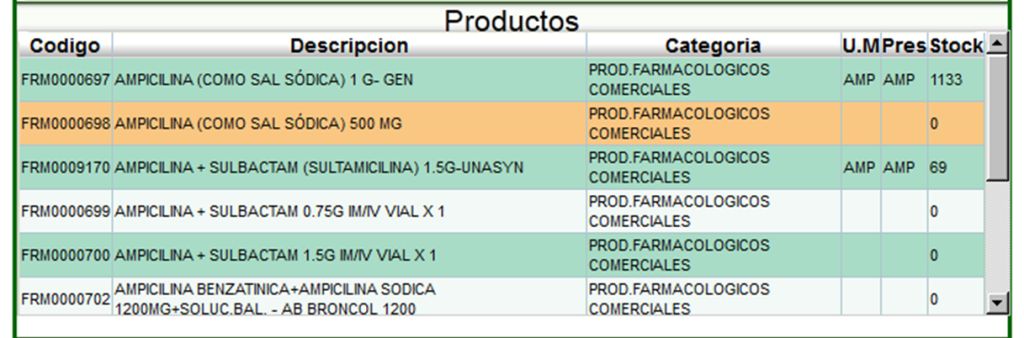 Productos
Codigo Descripcion Categoria U.M Pres Stock
FRM0000697 AMPICILINA (COMO SAL SÓDICA) 1 G- GEN PROD.FARMACOLOGICOS COMERCIALES AMP AMP 1133
FRM0000698 AMPICILINA (COMO SAL SÓDICA) 500 MG PROD.FARMACOLOGICOS COMERCIALES 0
FRM0009170 AMPICILINA + SULBACTAM (SULTAMICILINA) 1.5G-UNASYN PROD.FARMACOLOGICOS COMERCIALES AMP AMP 69
FRM0000699 AMPICILINA + SULBACTAM 0.75G IM/IV VIAL X 1 PROD.FARMACOLOGICOS COMERCIALES 0
FRM0000700 AMPICILINA + SULBACTAM 1.5G IM/IV VIAL X 1 PROD.FARMACOLOGICOS COMERCIALES 0
FRM0000702 AMPICILINA BENZATINICA+AMPICILINA SODICA 1200MG+SOLUC.BAL. - AB BRONCOL 1200 PROD.FARMACOLOGICOS COMERCIALES 0